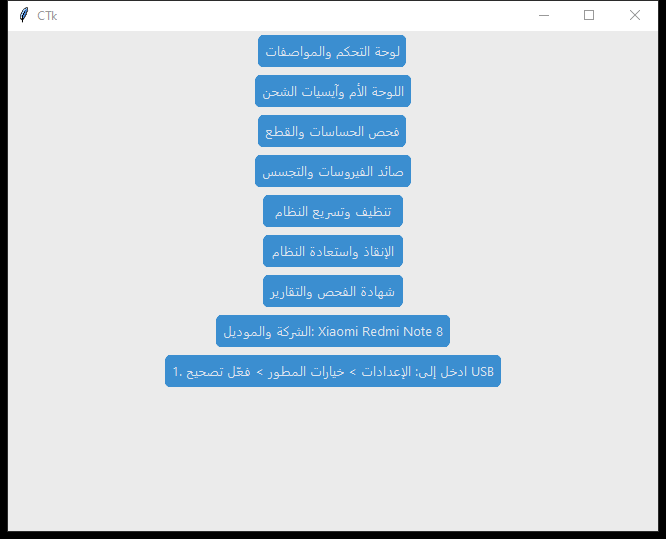 CTk
لوحة التحكم والمواصفات
اللوحة الأم وآيسيات الشحن
فحص الحساسات والقطع
صائد الفيروسات والتجسس
تنظيف وتسريع النظام
الإنقاذ واستعادة النظام
شهادة الفحص والتقارير
الشركة والموديل: Xiaomi Redmi Note 8
1. ادخل إلى: الإعدادات > خيارات المطور > فعّل تصحيح USB